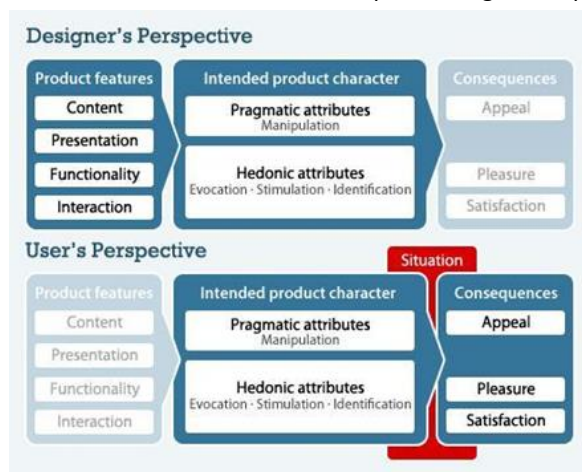 Designer's Perspective
Product features
Content
Presentation
Functionality
Interaction
Intended product character
Pragmatic attributes
Manipulation
Hedonic attributes
Evocation · Stimulation · Identification
Consequences
Appeal
Pleasure
Satisfaction
User's Perspective
Situation
Product features
Content
Presentation
Functionality
Interaction
Intended product character
Pragmatic attributes
Manipulation
Hedonic attributes
Evocation · Stimulation · Identification
Consequences
Appeal
Pleasure
Satisfaction